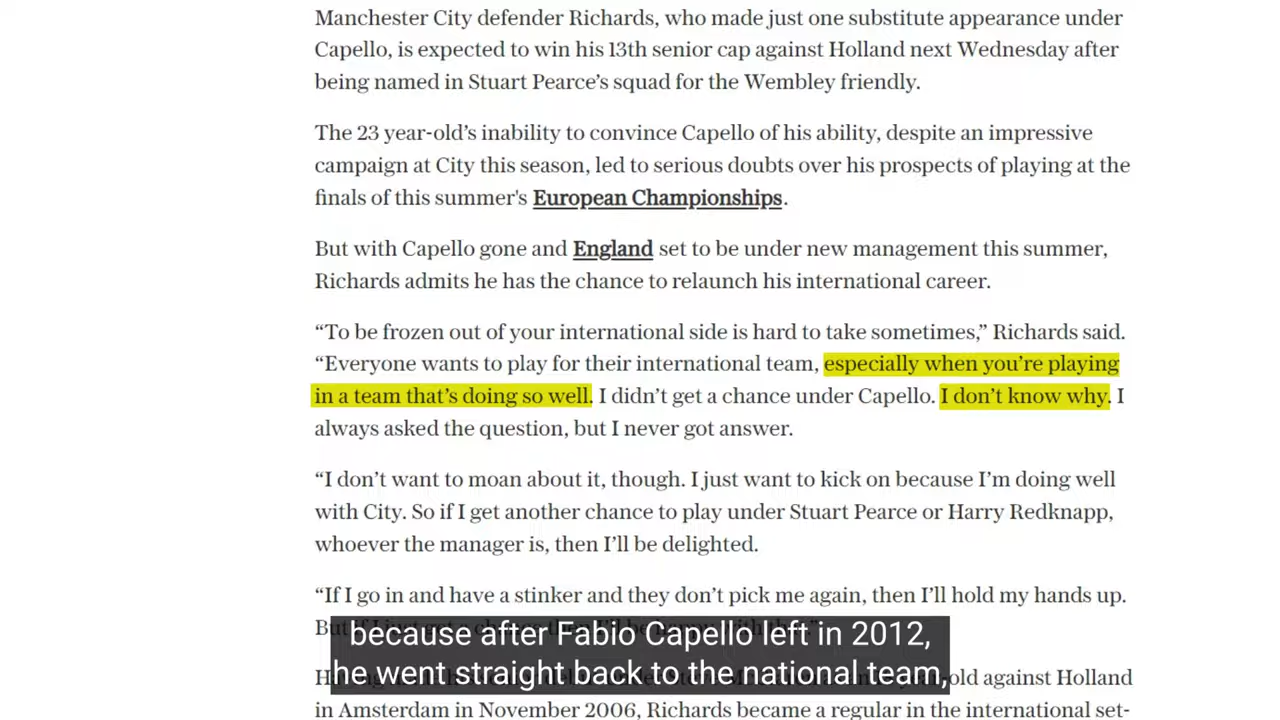 Manchester City defender Richards, who made just one substitute appearance under
Capello, is expected to win his 13th senior cap against Holland next Wednesday after
being named in Stuart Pearce’s squad for the Wembley friendly.
The 23 year-old’s inability to convince Capello of his ability, despite an impressive
campaign at City this season, led to serious doubts over his prospects of playing at the
finals of this summer's European Championships.
But with Capello gone and England set to be under new management this summer,
Richards admits he has the chance to relaunch his international career.
“To be frozen out of your international side is hard to take sometimes,” Richards said.
“Everyone wants to play for their international team, especially when you’re playing
in a team that’s doing so well. I didn’t get a chance under Capello. I don’t know why. I
always asked the question, but I never got answer.
“I don’t want to moan about it, though. I just want to kick on because I’m doing well
with City. So if I get another chance to play under Stuart Pearce or Harry Redknapp,
whoever the manager is, then I’ll be delighted.
“If I go in and have a stinker and they don’t pick me again, then I’ll hold my hands up.
because after Fabio Capello left in 2012,
he went straight back to the national team,
old against Holland
in Amsterdam in November 2006, Richards became a regular in the international set-